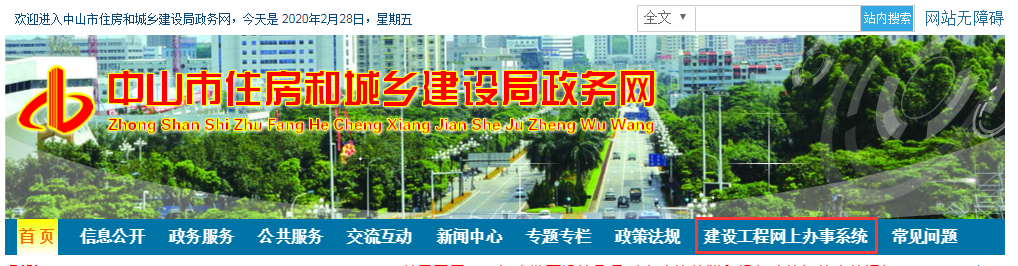 欢迎进入中山市住房和城乡建设局政务网，今天是 2020年2月28日，星期五
全文 站内搜索 网站无障碍
中山市住房和城乡建设局政务网
Zhong Shan Shi Zhu Fang He Cheng Xiang Jian She Ju Zheng Wu Wang
首 页 信息公开 政务服务 公共服务 交流互动 新闻中心 专题专栏 政策法规 建设工程网上办事系统 常见问题